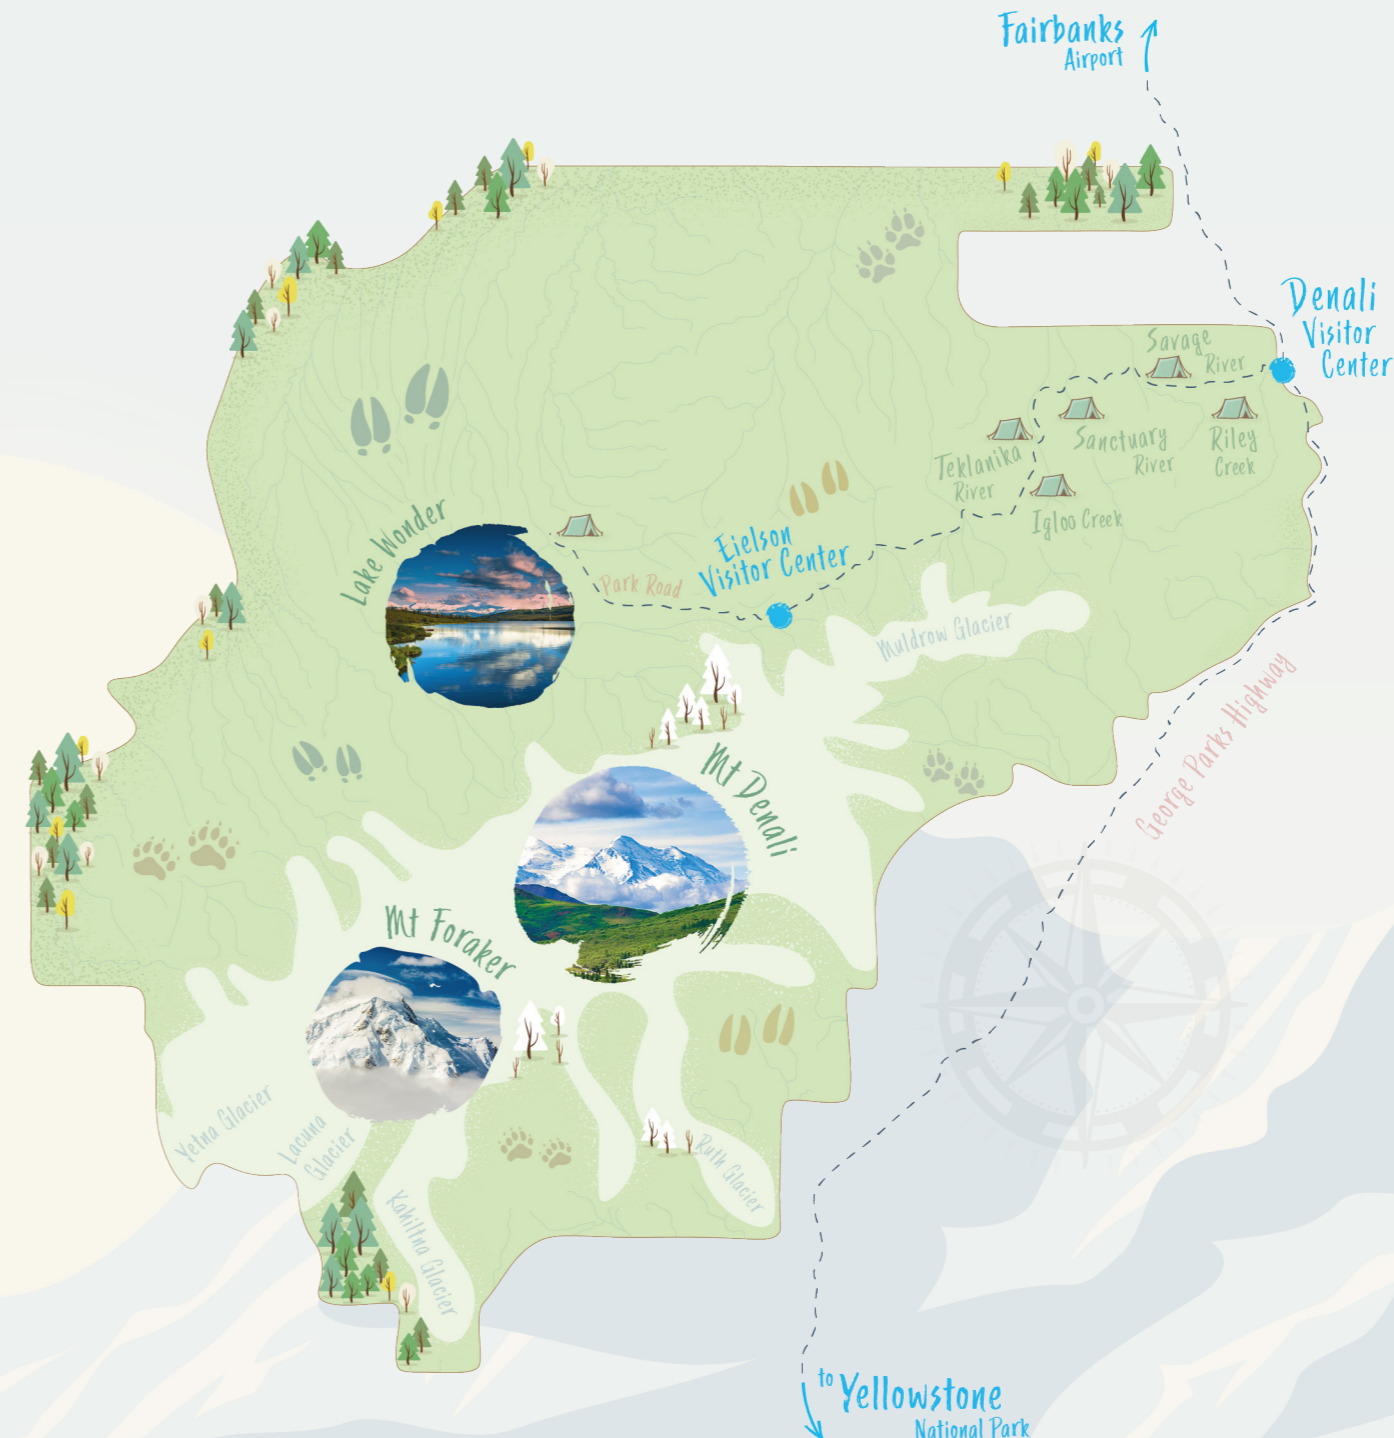 Fairbanks
Airport
Denali
Visitor
Center
Savage
River
Sanctuary
River
Riley
Creek
Teklanika
River
Igloo Creek
Lake Wonder
Eielson
Visitor Center
Park Road
Muldrow Glacier
George Parks Highway
Mt Denali
Mt Foraker
Yetna Glacier
Lacuna
Glacier
Kahiltna Glacier
Ruth Glacier
to Yellowstone
National Park